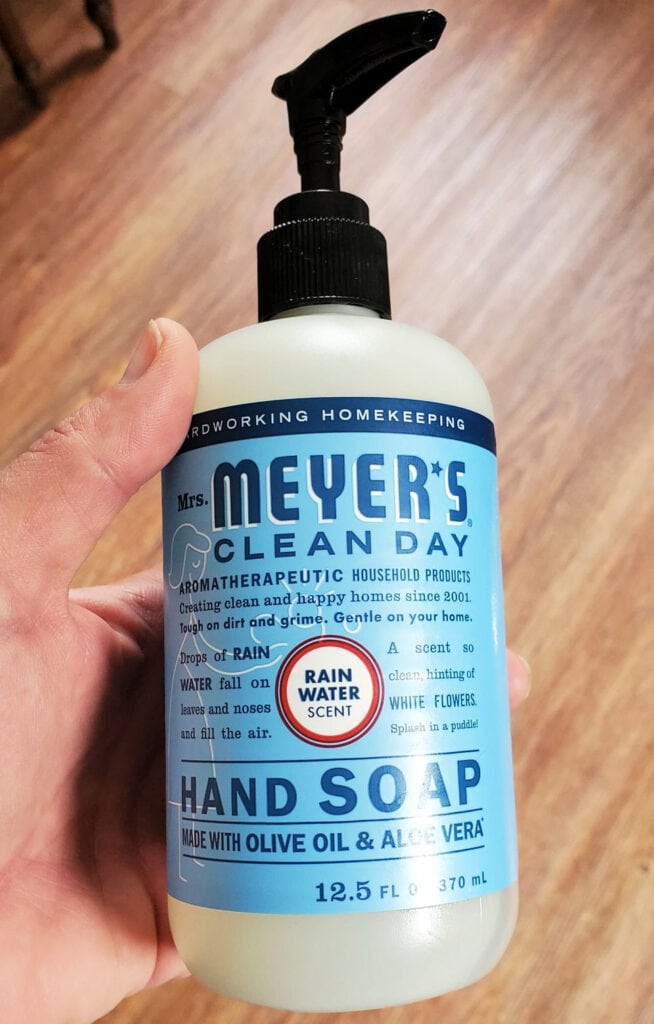 ARDWORKING HOMEKEEPING
Mrs. MEYER'S®
CLEAN DAY
AROMATHERAPEUTIC HOUSEHOLD PRODUCTS
Creating clean and happy homes since 2001.
Tough on dirt and grime. Gentle on your home.
Drops of RAIN
WATER fall on
leaves and noses
and fill the air.
RAIN
WATER
SCENT
A scent so
clean, hinting of
WHITE FLOWERS.
Splash in a puddle!
HAND SOAP
MADE WITH OLIVE OIL & ALOE VERA*
12.5 FL O 370 mL